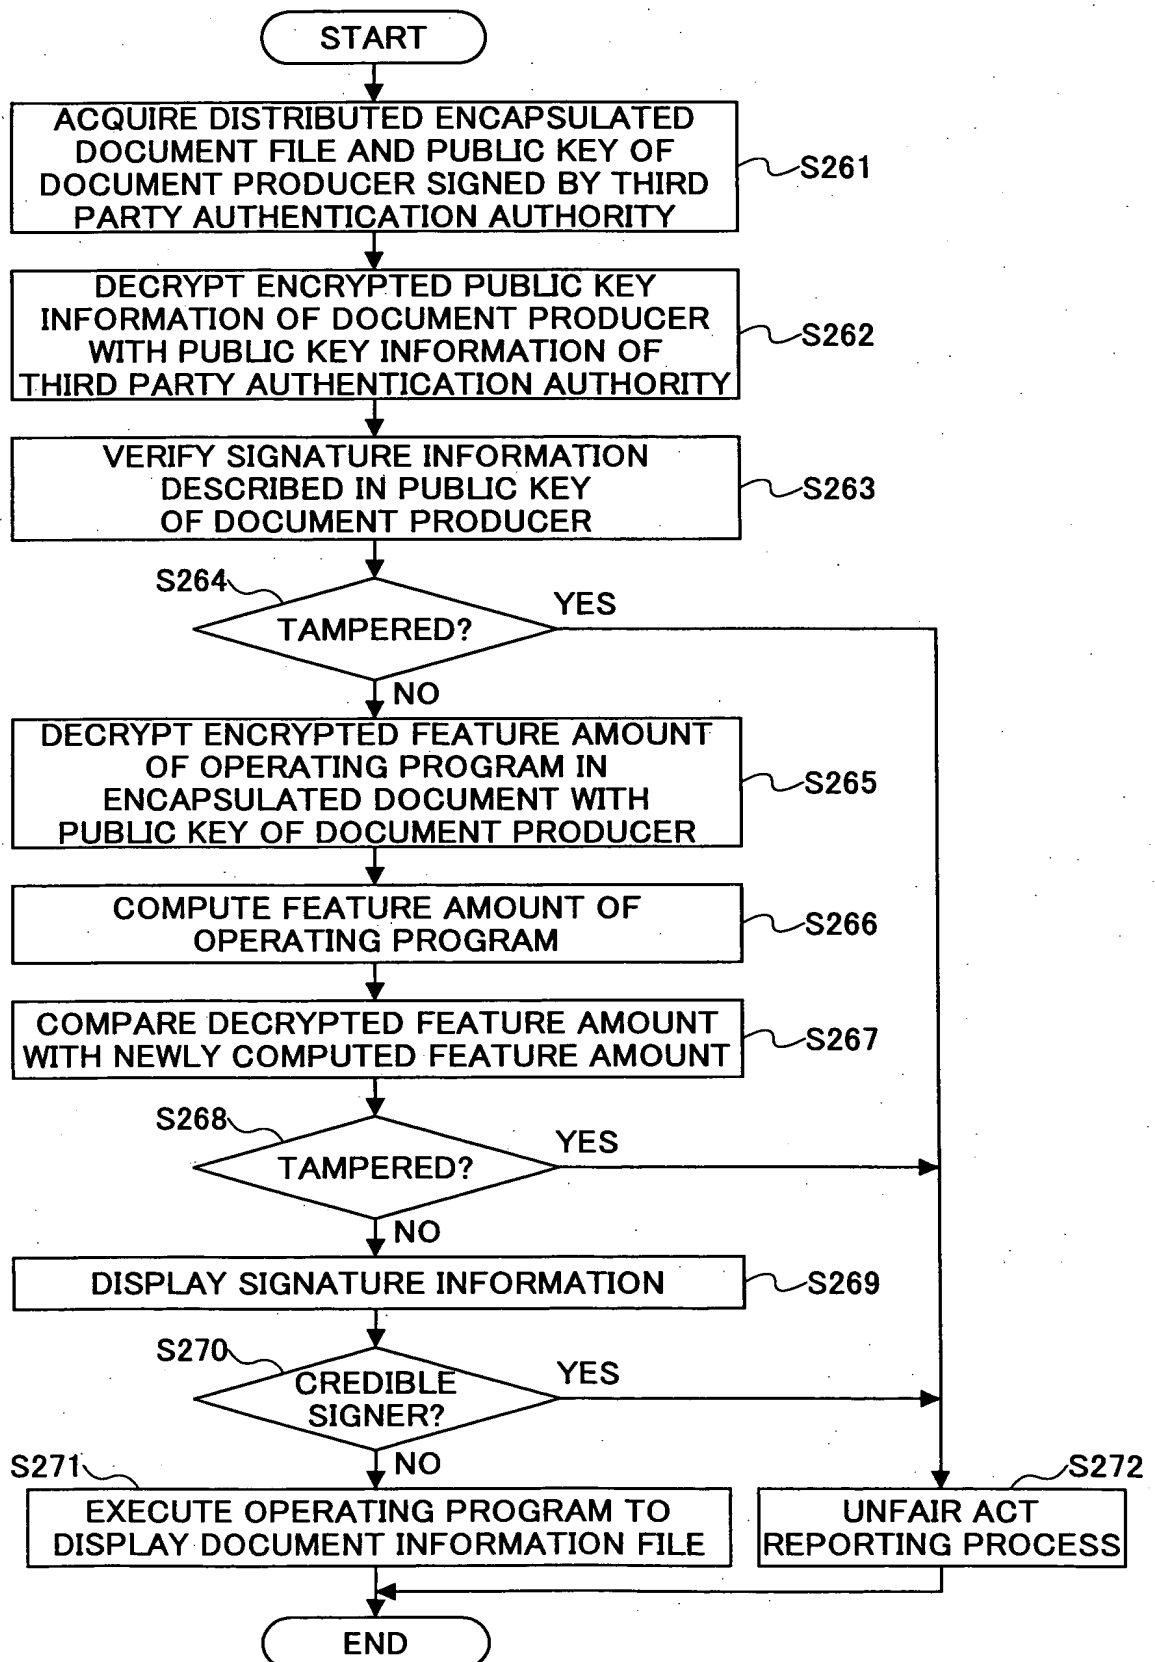 START
ACQUIRE DISTRIBUTED ENCAPSULATED
DOCUMENT FILE AND PUBLIC KEY OF
DOCUMENT PRODUCER SIGNED BY THIRD
PARTY AUTHENTICATION AUTHORITY
S261
DECRYPT ENCRYPTED PUBLIC KEY
INFORMATION OF DOCUMENT PRODUCER
WITH PUBLIC KEY INFORMATION OF
THIRD PARTY AUTHENTICATION AUTHORITY
S262
VERIFY SIGNATURE INFORMATION
DESCRIBED IN PUBLIC KEY
OF DOCUMENT PRODUCER
S263
S264
TAMPERED?
YES
NO
DECRYPT ENCRYPTED FEATURE AMOUNT
OF OPERATING PROGRAM IN
ENCAPSULATED DOCUMENT WITH
PUBLIC KEY OF DOCUMENT PRODUCER
S265
COMPUTE FEATURE AMOUNT OF
OPERATING PROGRAM
S266
COMPARE DECRYPTED FEATURE AMOUNT
WITH NEWLY COMPUTED FEATURE AMOUNT
S267
S268
TAMPERED?
YES
NO
DISPLAY SIGNATURE INFORMATION
S269
S270
CREDIBLE
SIGNER?
YES
NO
S271
EXECUTE OPERATING PROGRAM TO
DISPLAY DOCUMENT INFORMATION FILE
S272
UNFAIR ACT
REPORTING PROCESS
END